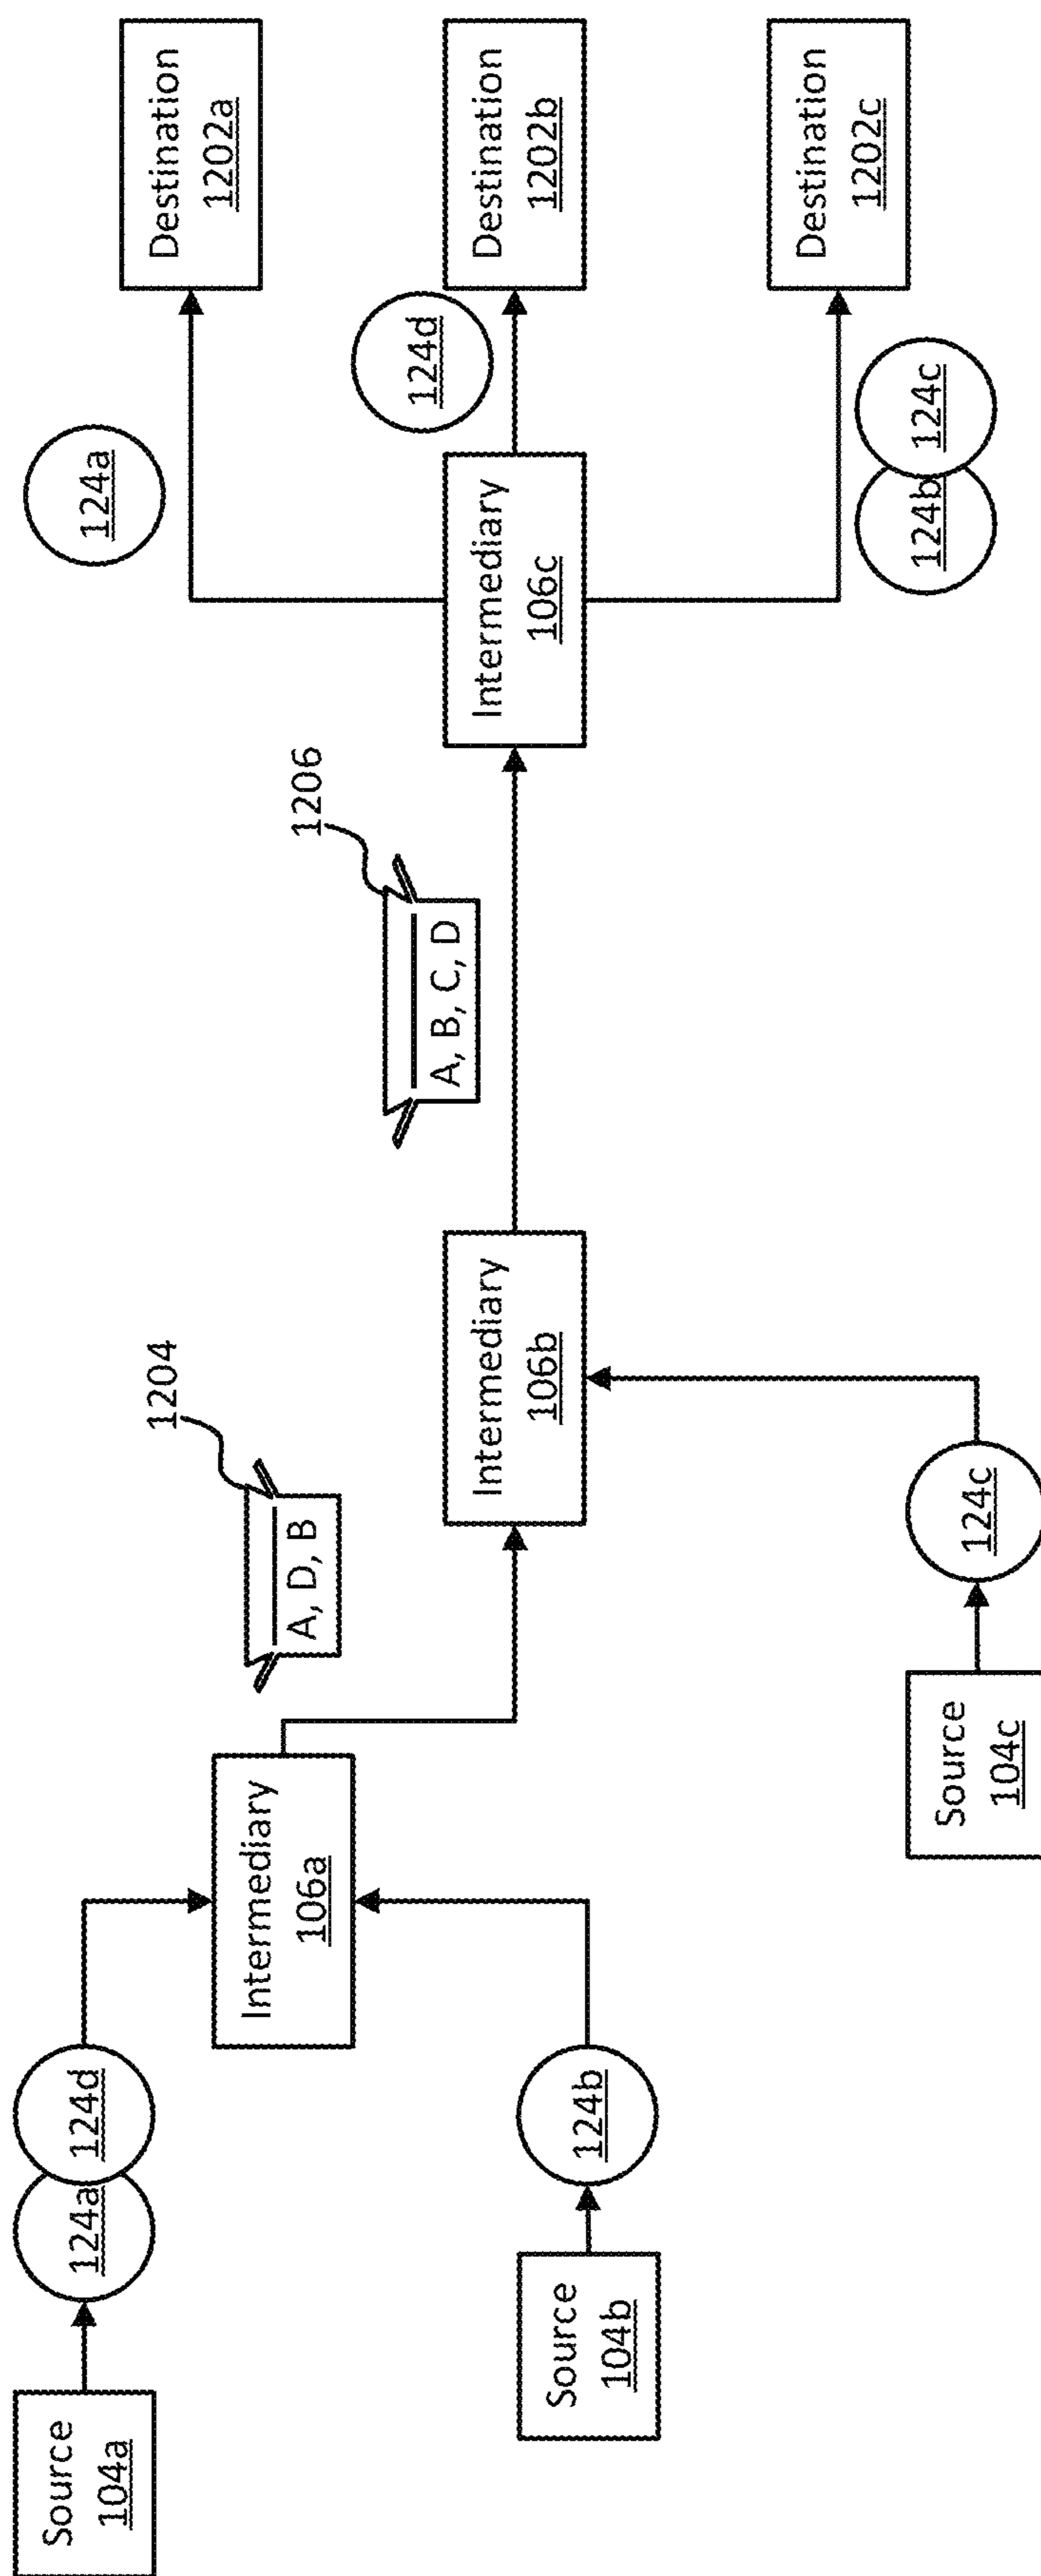 Source
104a
124a
124d
Source
104b
124b
Intermediary
106a
1204
A, D, B
Source
104c
124c
Intermediary
106b
1206
A, B, C, D
Intermediary
106c
124a
124d
124b
124c
Destination
1202a
Destination
1202b
Destination
1202c